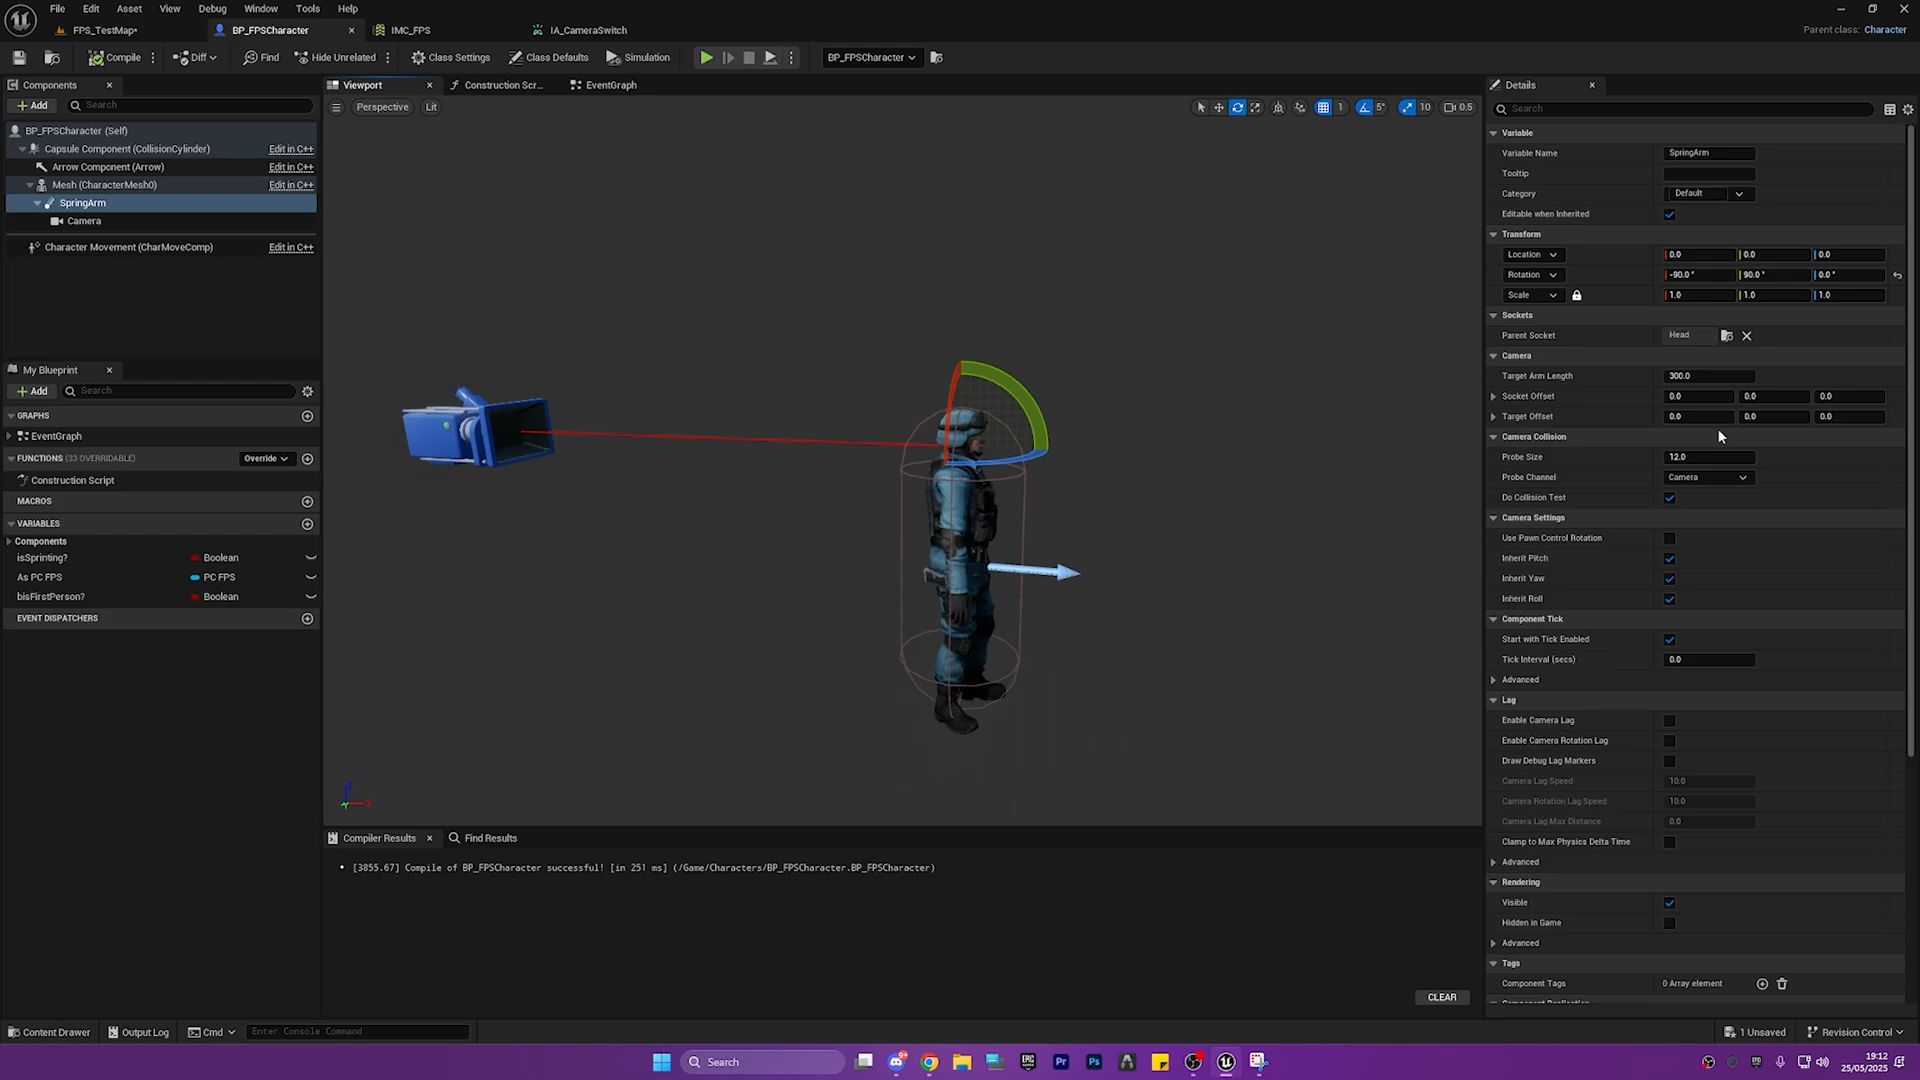 File Edit Asset View Debug Window Tools Help
FPS_TestMap*
BP_FPSCharacter
IMC_FPS
IA_CameraSwitch
Parent class: Character
Compile
Diff
Find
Hide Unrelated
Class Settings
Class Defaults
Simulation
BP_FPSCharacter
Components
Add
Search
BP_FPSCharacter (Self)
Capsule Component (CollisionCylinder) Edit in C++
Arrow Component (Arrow) Edit in C++
Mesh (CharacterMesh0) Edit in C++
SpringArm
Camera
Character Movement (CharMoveComp) Edit in C++
My Blueprint
Add
Search
GRAPHS
EventGraph
FUNCTIONS (33 OVERRIDABLE) Override
Construction Script
MACROS
VARIABLES
Components
isSprinting? Boolean
As PC FPS PC FPS
bisFirstPerson? Boolean
EVENT DISPATCHERS
Viewport
Construction Scr...
EventGraph
Perspective
Lit
1
5°
10
0.5
Z
X
Compiler Results
Find Results
[3855.67] Compile of BP_FPSCharacter successful! [in 251 ms] (/Game/Characters/BP_FPSCharacter.BP_FPSCharacter)
CLEAR
Details
Search
Variable
Variable Name SpringArm
Tooltip
Category Default
Editable when Inherited
Transform
Location 0.0 0.0 0.0
Rotation -90.0 ° 90.0 ° 0.0 °
Scale 1.0 1.0 1.0
Sockets
Parent Socket Head
Camera
Target Arm Length 300.0
Socket Offset 0.0 0.0 0.0
Target Offset 0.0 0.0 0.0
Camera Collision
Probe Size 12.0
Probe Channel Camera
Do Collision Test
Camera Settings
Use Pawn Control Rotation
Inherit Pitch
Inherit Yaw
Inherit Roll
Component Tick
Start with Tick Enabled
Tick Interval (secs) 0.0
Advanced
Lag
Enable Camera Lag
Enable Camera Rotation Lag
Draw Debug Lag Markers
Camera Lag Speed 10.0
Camera Rotation Lag Speed 10.0
Camera Lag Max Distance 0.0
Clamp to Max Physics Delta Time
Advanced
Rendering
Visible
Hidden in Game
Advanced
Tags
Component Tags 0 Array element
Component Replication
Content Drawer
Output Log
Cmd
Enter Console Command
1 Unsaved
Revision Control
Search
EPIC GAMES
Pr
Ps
19:12
25/05/2025